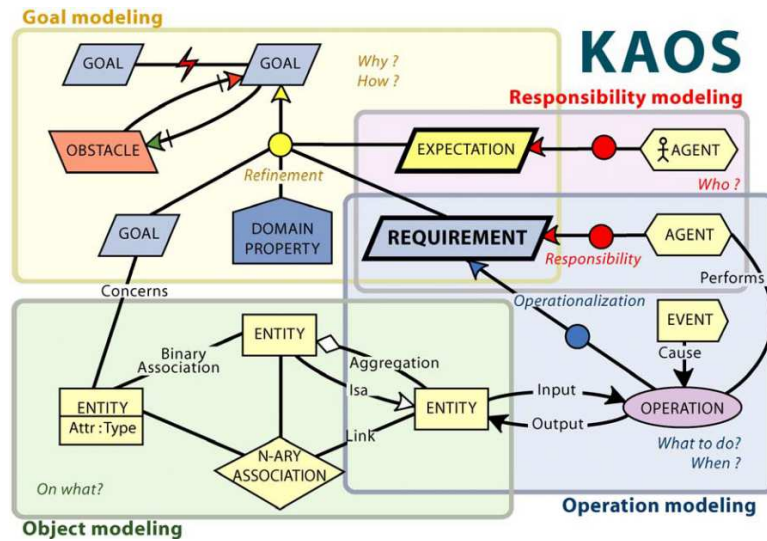 Goal modeling
KAOS
GOAL
GOAL
Why ?
How ?
Responsibility modeling
OBSTACLE
EXPECTATION
AGENT
Refinement
Who ?
GOAL
DOMAIN
PROPERTY
REQUIREMENT
AGENT
Responsibility
Performs
Concerns
Operationalization
EVENT
Cause
ENTITY
Binary
Association
Aggregation
Isa
ENTITY
Attr : Type
ENTITY
Input
Output
OPERATION
Link
N-ARY
ASSOCIATION
What to do?
When ?
On what?
Operation modeling
Object modeling